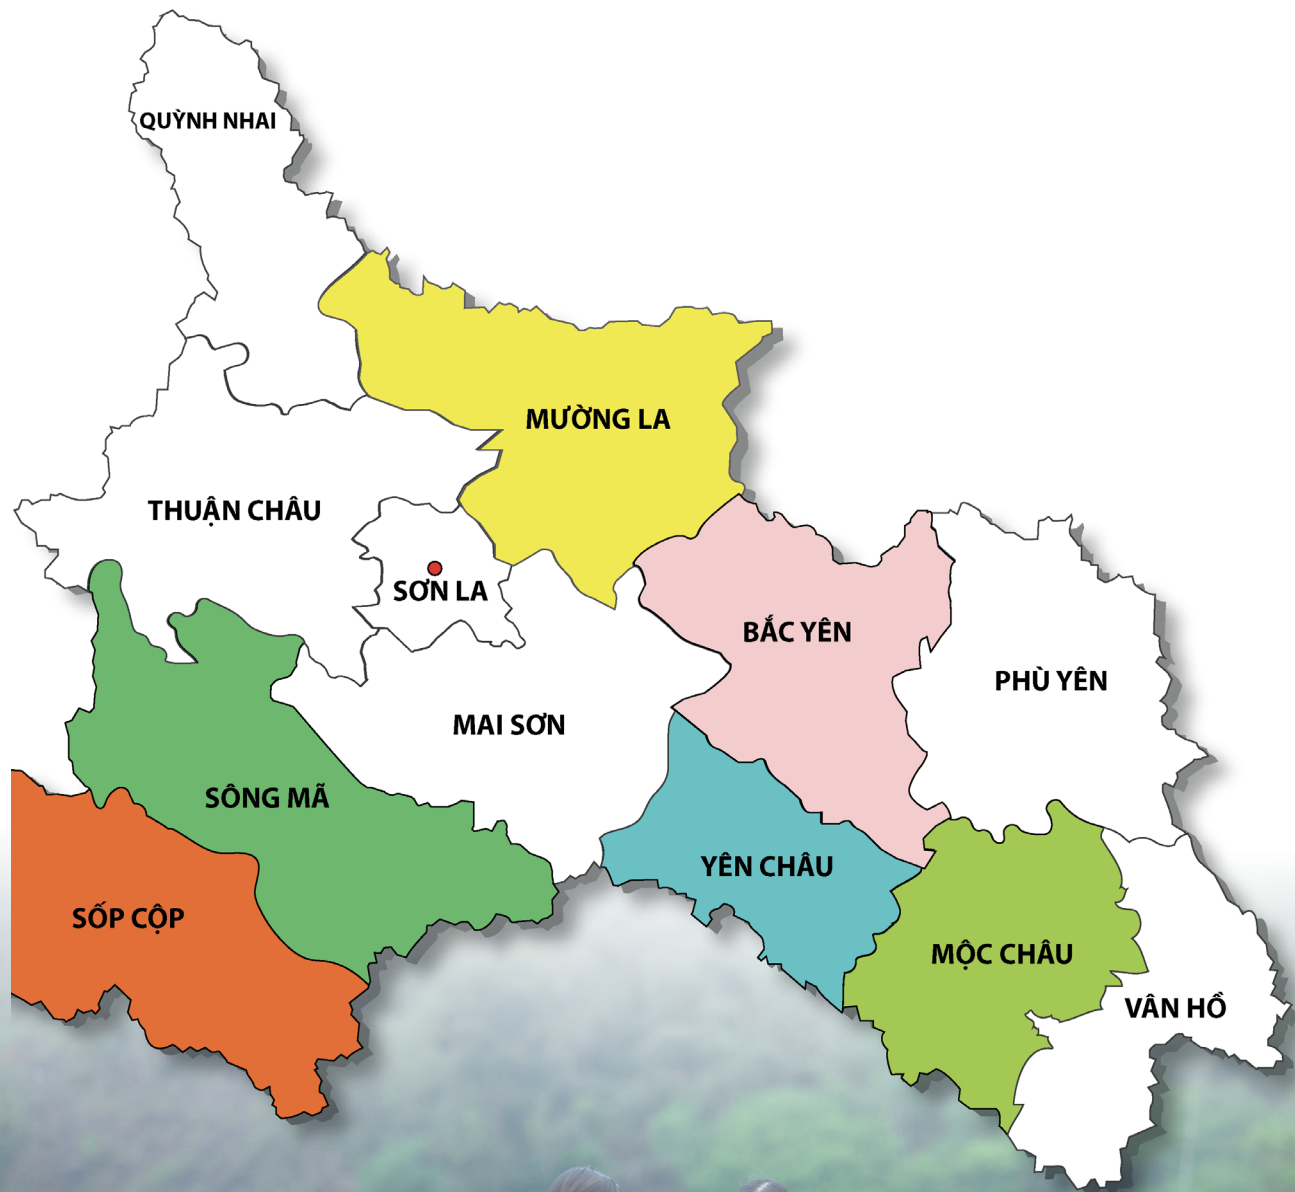 QUỲNH NHAI
MƯỜNG LA
THUẬN CHÂU
SƠN LA
BẮC YÊN
PHÙ YÊN
MAI SƠN
SÔNG MÃ
YÊN CHÂU
SỐP CỘP
MỘC CHÂU
VÂN HỒ